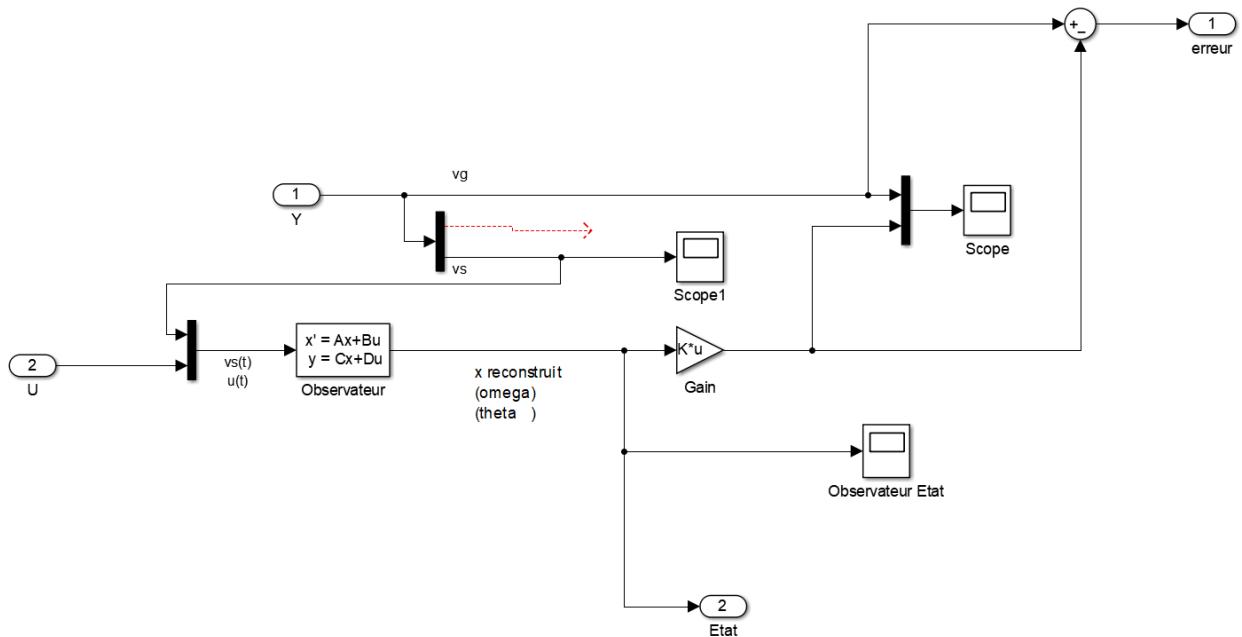 1
erreur
+
−
vg
1
Y
Scope
vs
Scope1
2
U
vs(t)
u(t)
x' = Ax+Bu
y = Cx+Du
Observateur
x reconstruit
(omega)
(theta )
K*u
Gain
Observateur Etat
2
Etat